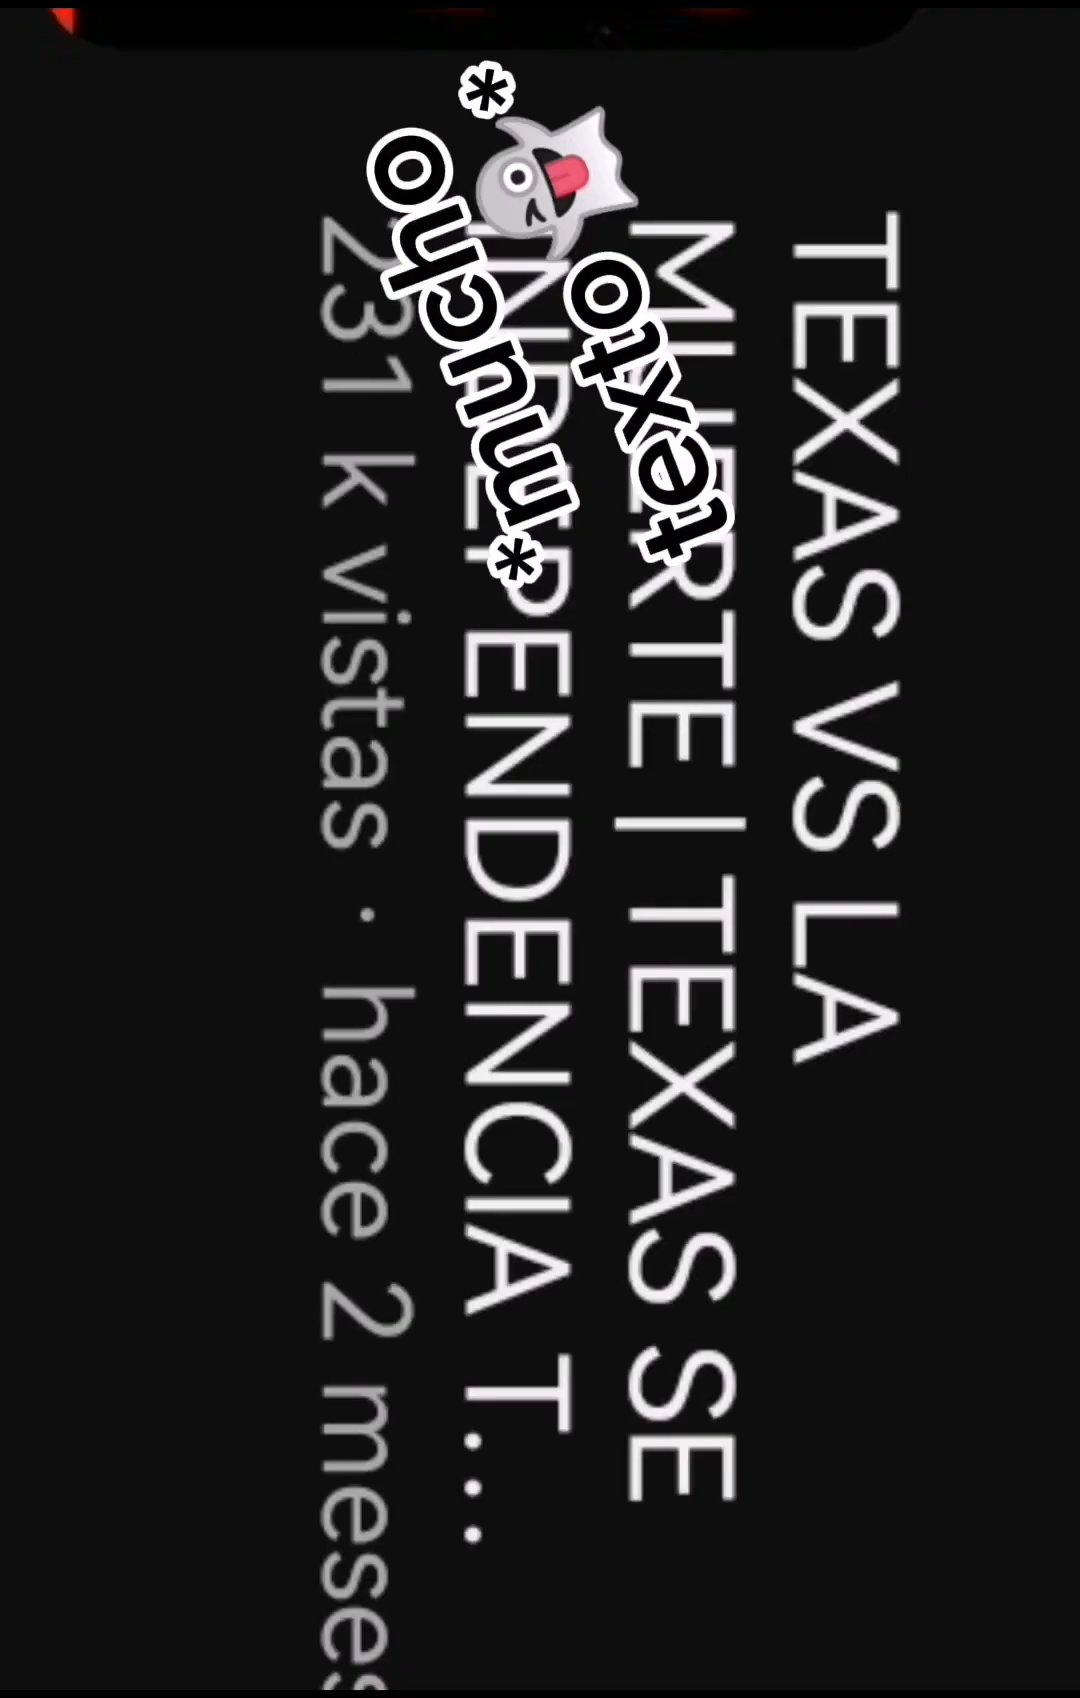 TEXAS VS LA
MUERTE | TEXAS SE
INDEPENDENCIA T...
231 k vistas · hace 2 meses
*mucho*
texto